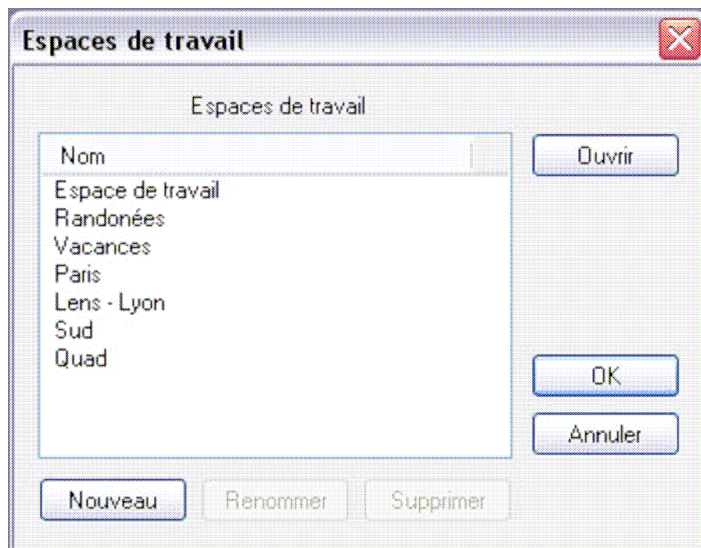 Espaces de travail
Espaces de travail
Nom
Ouvrir
Espace de travail
Randonées
Vacances
Paris
Lens - Lyon
Sud
Quad
OK
Annuler
Nouveau
Renommer
Supprimer